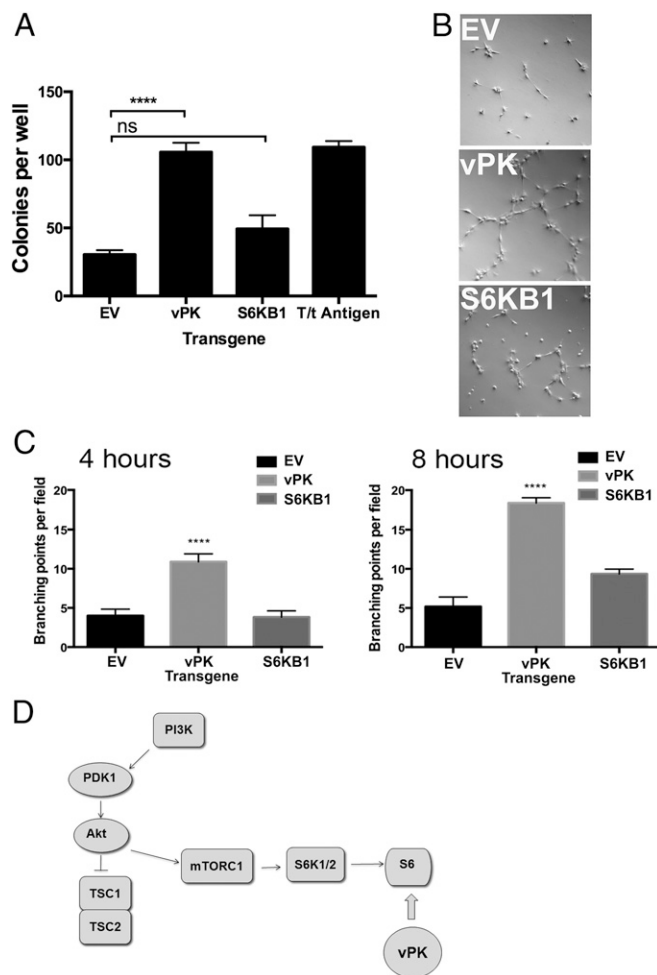 A
Colonies per well
150
100
50
0
****
ns
EV vPK S6KB1 T/t Antigen
Transgene
B
EV
vPK
S6KB1
C
4 hours
EV
vPK
S6KB1
Branching points per field
20
15
10
5
0
****
EV vPK S6KB1
Transgene
8 hours
EV
vPK
S6KB1
Branching points per field
20
15
10
5
0
****
EV vPK S6KB1
Transgene
D
PI3K
PDK1
Akt
mTORC1
S6K1/2
S6
TSC1
TSC2
vPK